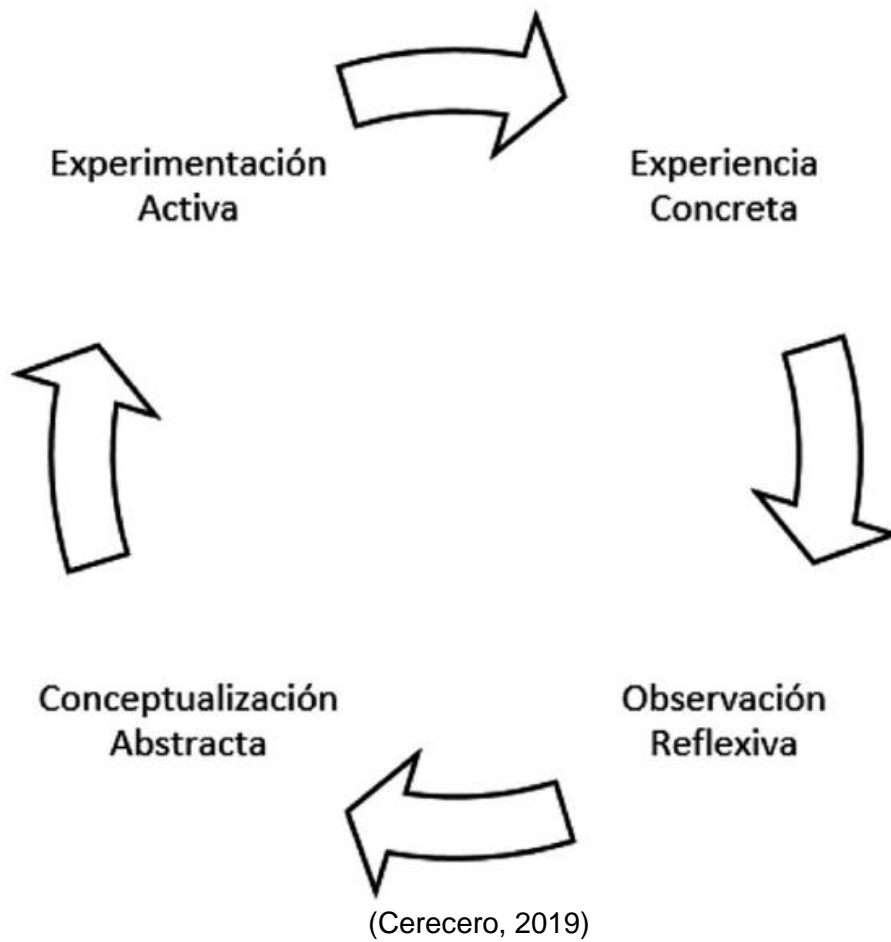 Experimentación
Activa
Experiencia
Concreta
Conceptualización
Abstracta
Observación
Reflexiva
(Cerecero, 2019)